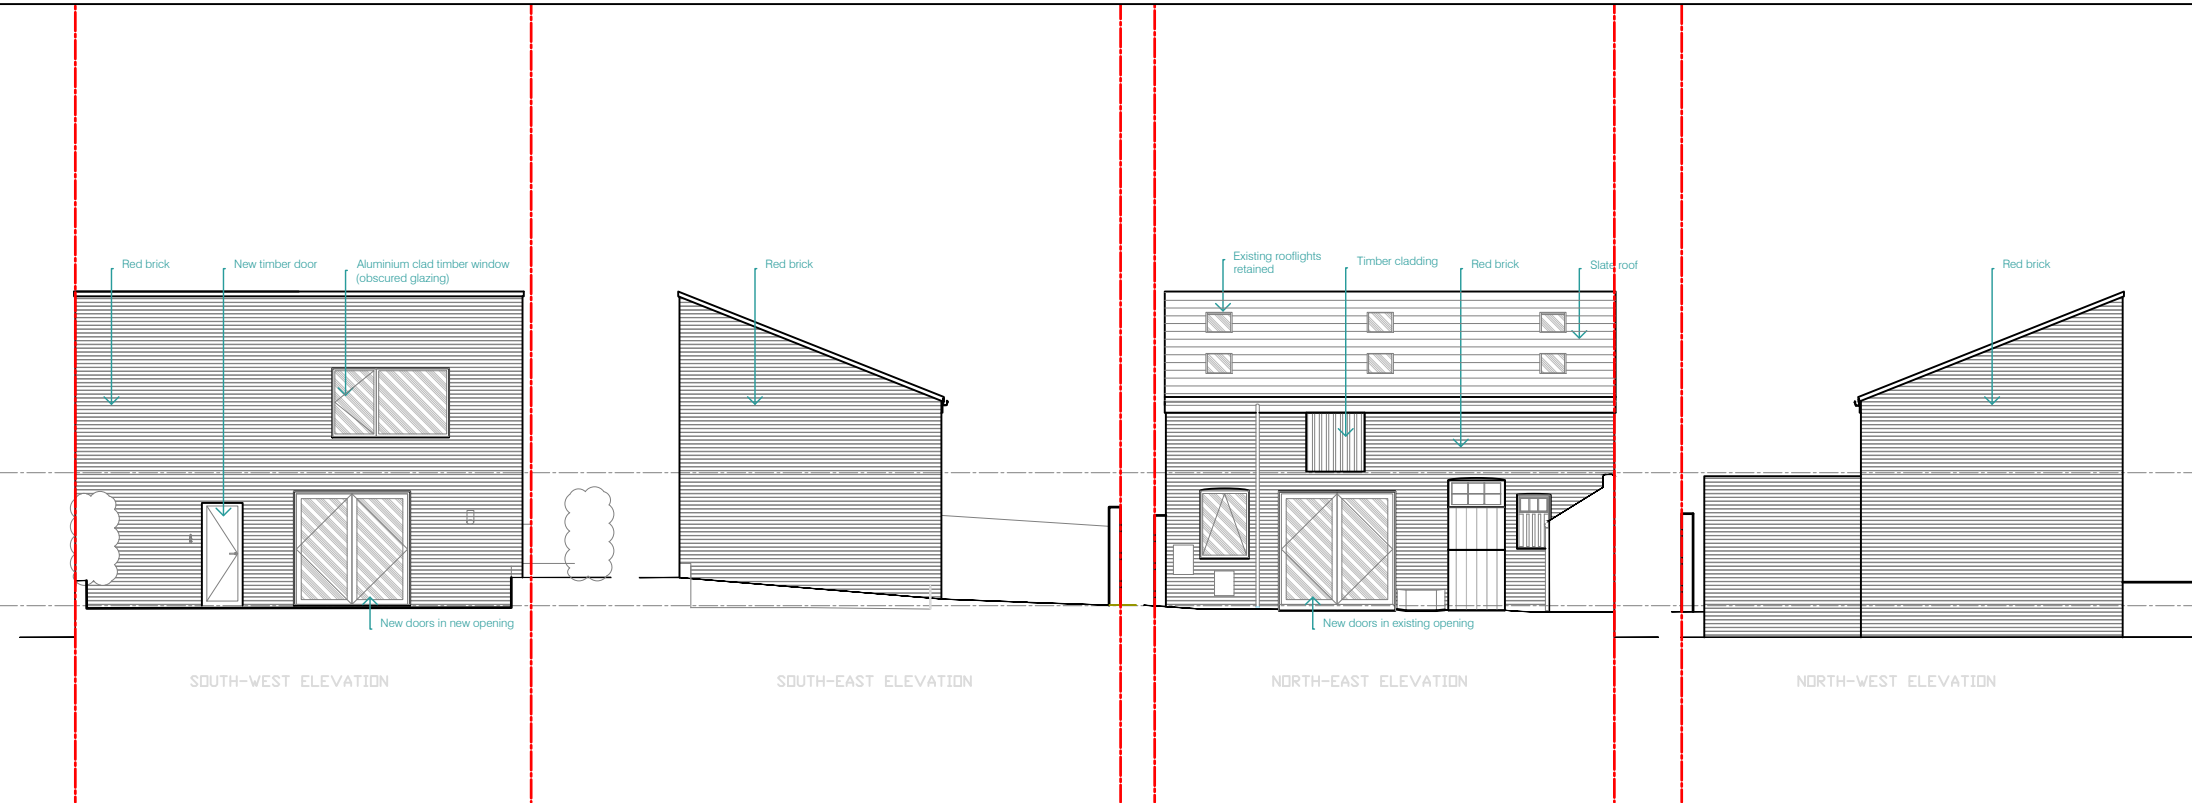 Red brick
New timber door
Aluminium clad timber window
(obscured glazing)
New doors in new opening
SOUTH-WEST ELEVATION
Red brick
SOUTH-EAST ELEVATION
Existing rooflights
retained
Timber cladding
Red brick
Slate roof
New doors in existing opening
NORTH-EAST ELEVATION
Red brick
NORTH-WEST ELEVATION